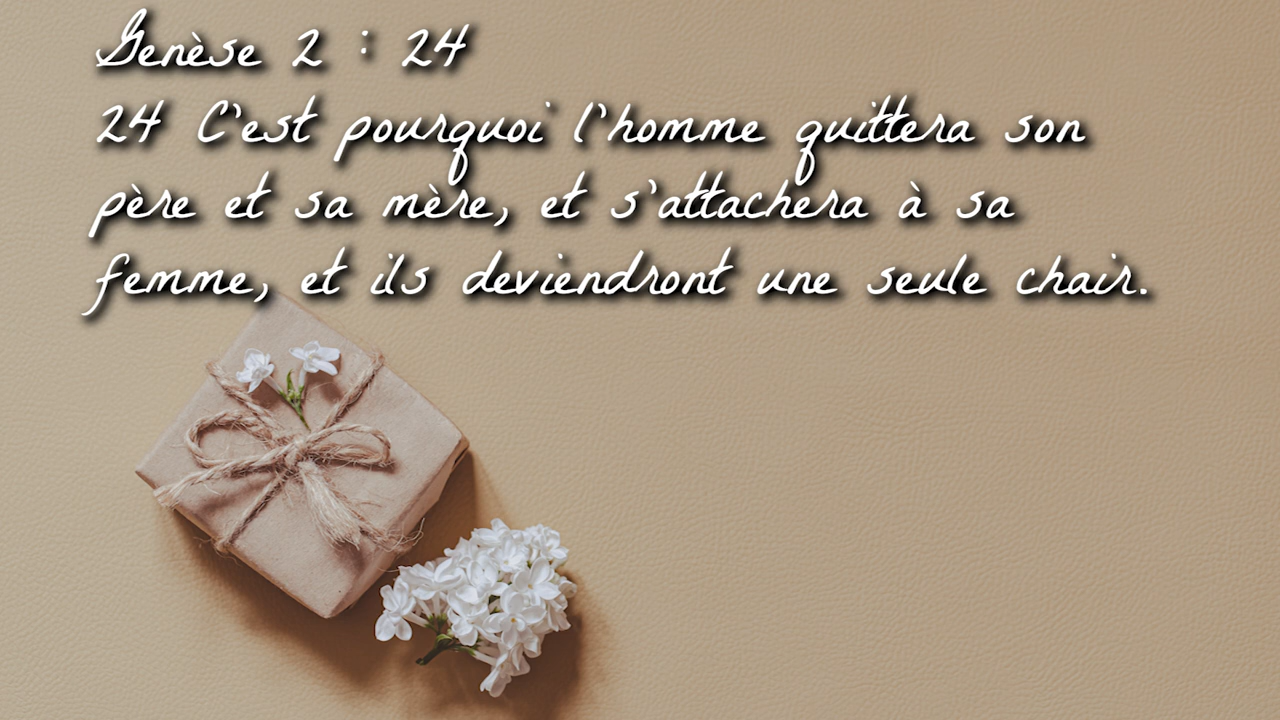 Genèse 2 : 24
24 C'est pourquoi l'homme quittera son
père et sa mère, et s'attachera à sa
femme, et ils deviendront une seule chair.